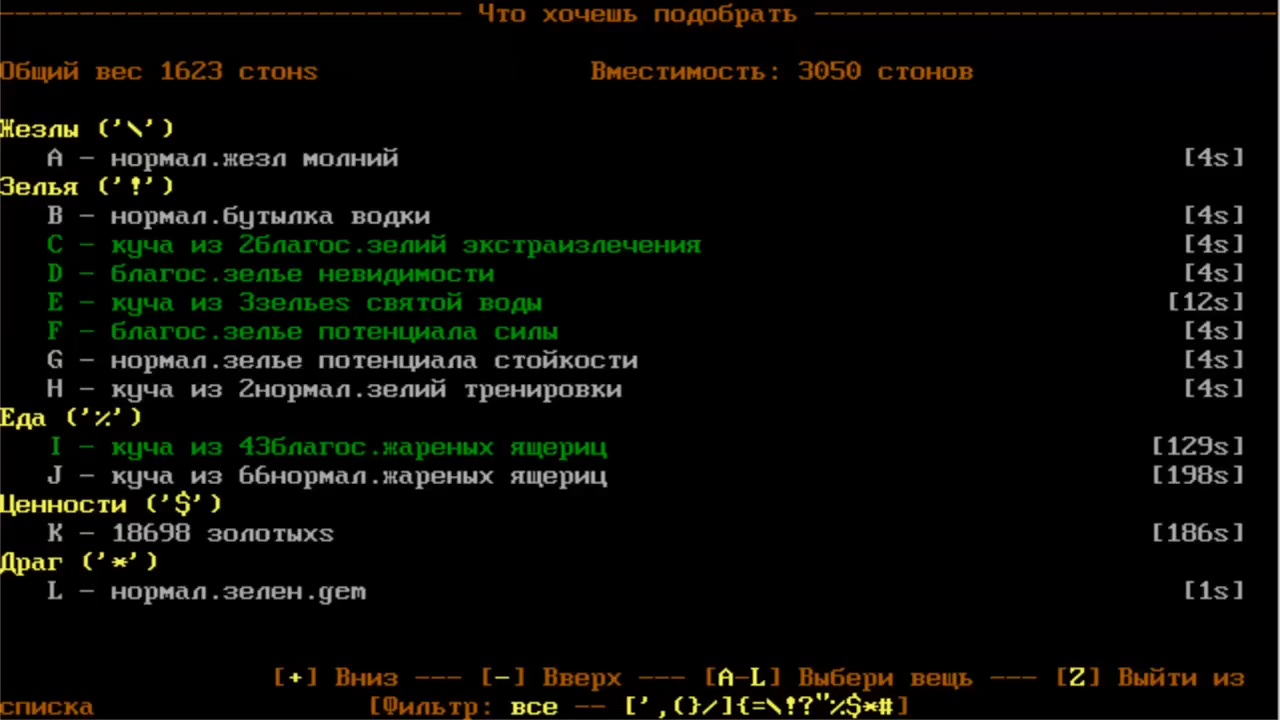 Что хочешь подобрать
Общий вес 1623 стонs Вместимость: 3050 стонов
Жезлы ('\')
A - нормал.жезл молний [4s]
Зелья ('!')
B - нормал.бутылка водки [4s]
C - куча из 2благос.зелий экстраизлечения [4s]
D - благос.зелье невидимости [4s]
E - куча из 3зельеs святой воды [12s]
F - благос.зелье потенциала силы [4s]
G - нормал.зелье потенциала стойкости [4s]
H - куча из 2нормал.зелий тренировки [4s]
Еда ('%')
I - куча из 43благос.жареных ящериц [129s]
J - куча из 66нормал.жареных ящериц [198s]
Ценности ('$')
K - 18698 золотыхs [186s]
Драг ('*')
L - нормал.зелен.gem [1s]
[+] Вниз --- [-] Вверх --- [A-L] Выбери вещь --- [Z] Выйти из
списка [Фильтр: все -- [',(}/]{=\!?"%$*#]